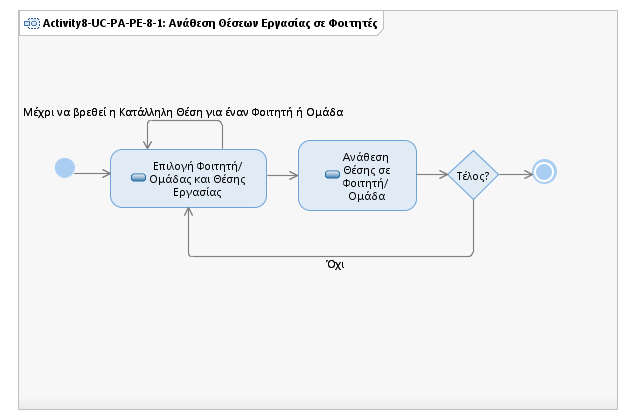 Activity8-UC-PA-PE-8-1: Ανάθεση Θέσεων Εργασίας σε Φοιτητές
Μέχρι να βρεθεί η Κατάλληλη Θέση για έναν Φοιτητή ή Ομάδα
Επιλογή Φοιτητή/
Ομάδας και Θέσης
Εργασίας
Ανάθεση
Θέσης σε
Φοιτητή/
Ομάδα
Τέλος?
Όχι